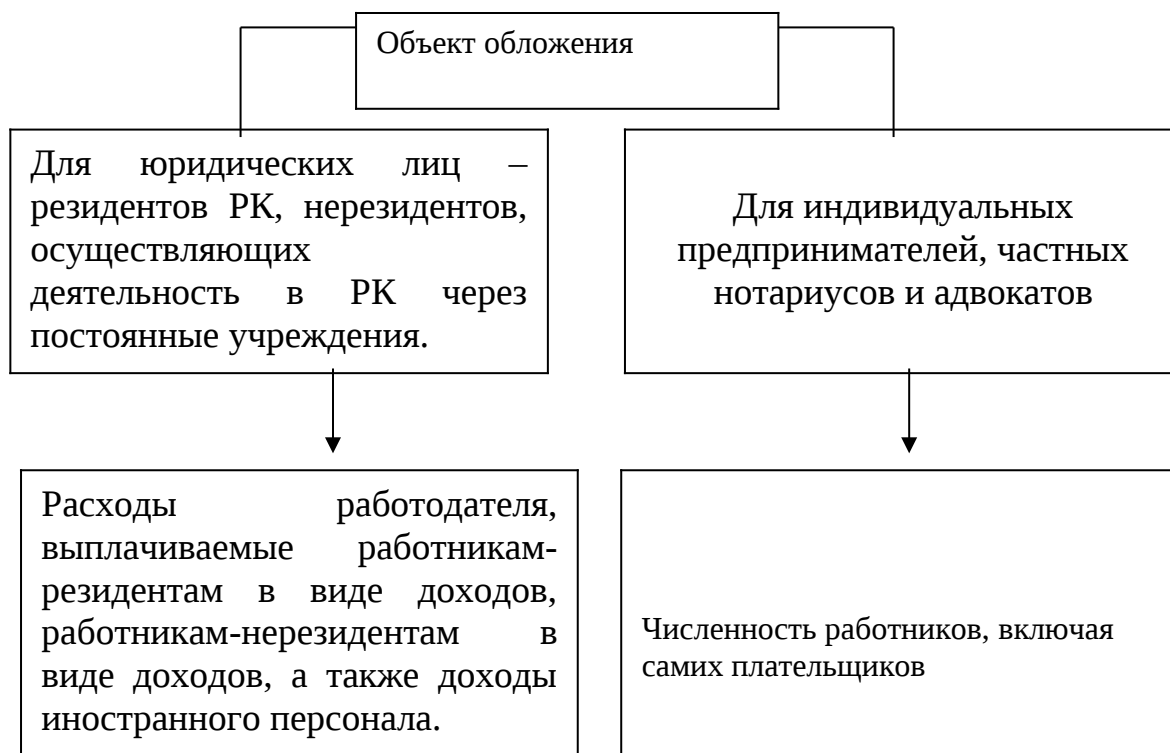 Объект обложения
Для юридических лиц –
резидентов РК, нерезидентов,
осуществляющих
деятельность в РК через
постоянные учреждения.
Для индивидуальных
предпринимателей, частных
нотариусов и адвокатов
Расходы работодателя,
выплачиваемые работникам-
резидентам в виде доходов,
работникам-нерезидентам в
виде доходов, а также доходы
иностранного персонала.
Численность работников, включая
самих плательщиков